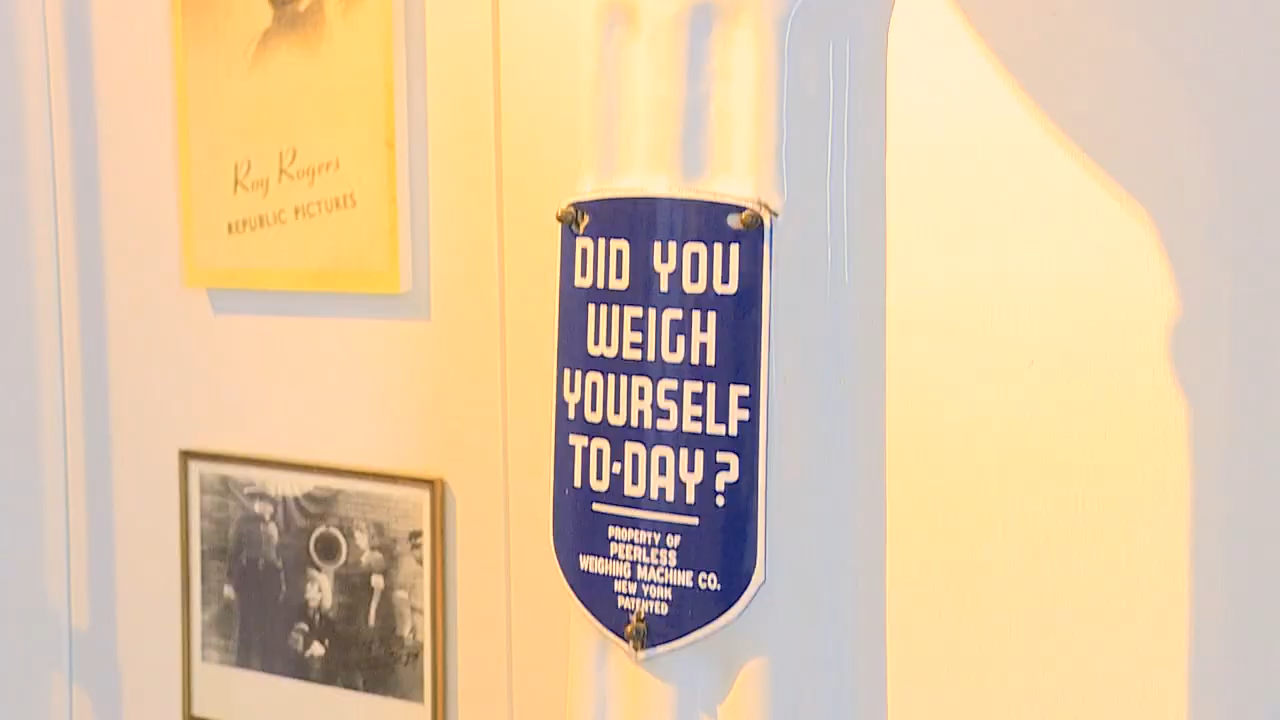 Roy Rogers
REPUBLIC PICTURES
DID YOU
WEIGH
YOURSELF
TO-DAY?
PROPERTY OF
PEERLESS
WEIGHING MACHINE CO.
NEW YORK
PATENTED